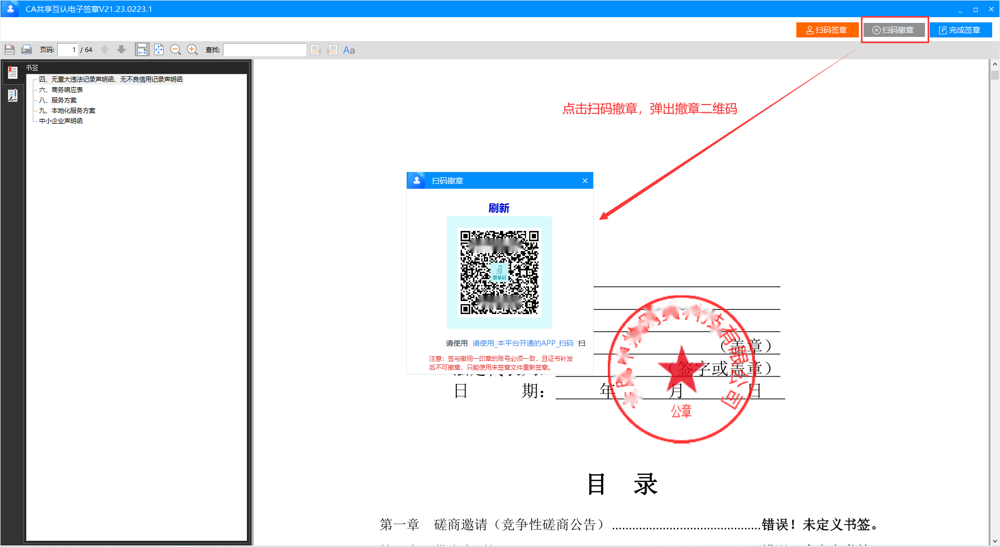 CA共享互认电子签章V21.23.0223.1
扫码签章
扫码撤章
完成签章
页码: 1 / 64
查找:
Aa
书签
四、无重大违法记录声明函、无不良信用记录声明函
六、商务响应表
八、服务方案
九、本地化服务方案
中小企业声明函
点击扫码撤章，弹出撤章二维码
扫码撤章
刷新
撤章码
请使用 请使用_本平台开通的APP_扫码 扫
注意：签与撤同一印章的账号必须一致，且证书补发
后不可撤章，只能使用未签章文件重新签章。
（盖章）
（签字或盖章）
日 期： 年 月 日
技有限公司
公章
目 录
第一章 磋商邀请（竞争性磋商公告）............................................错误！未定义书签。